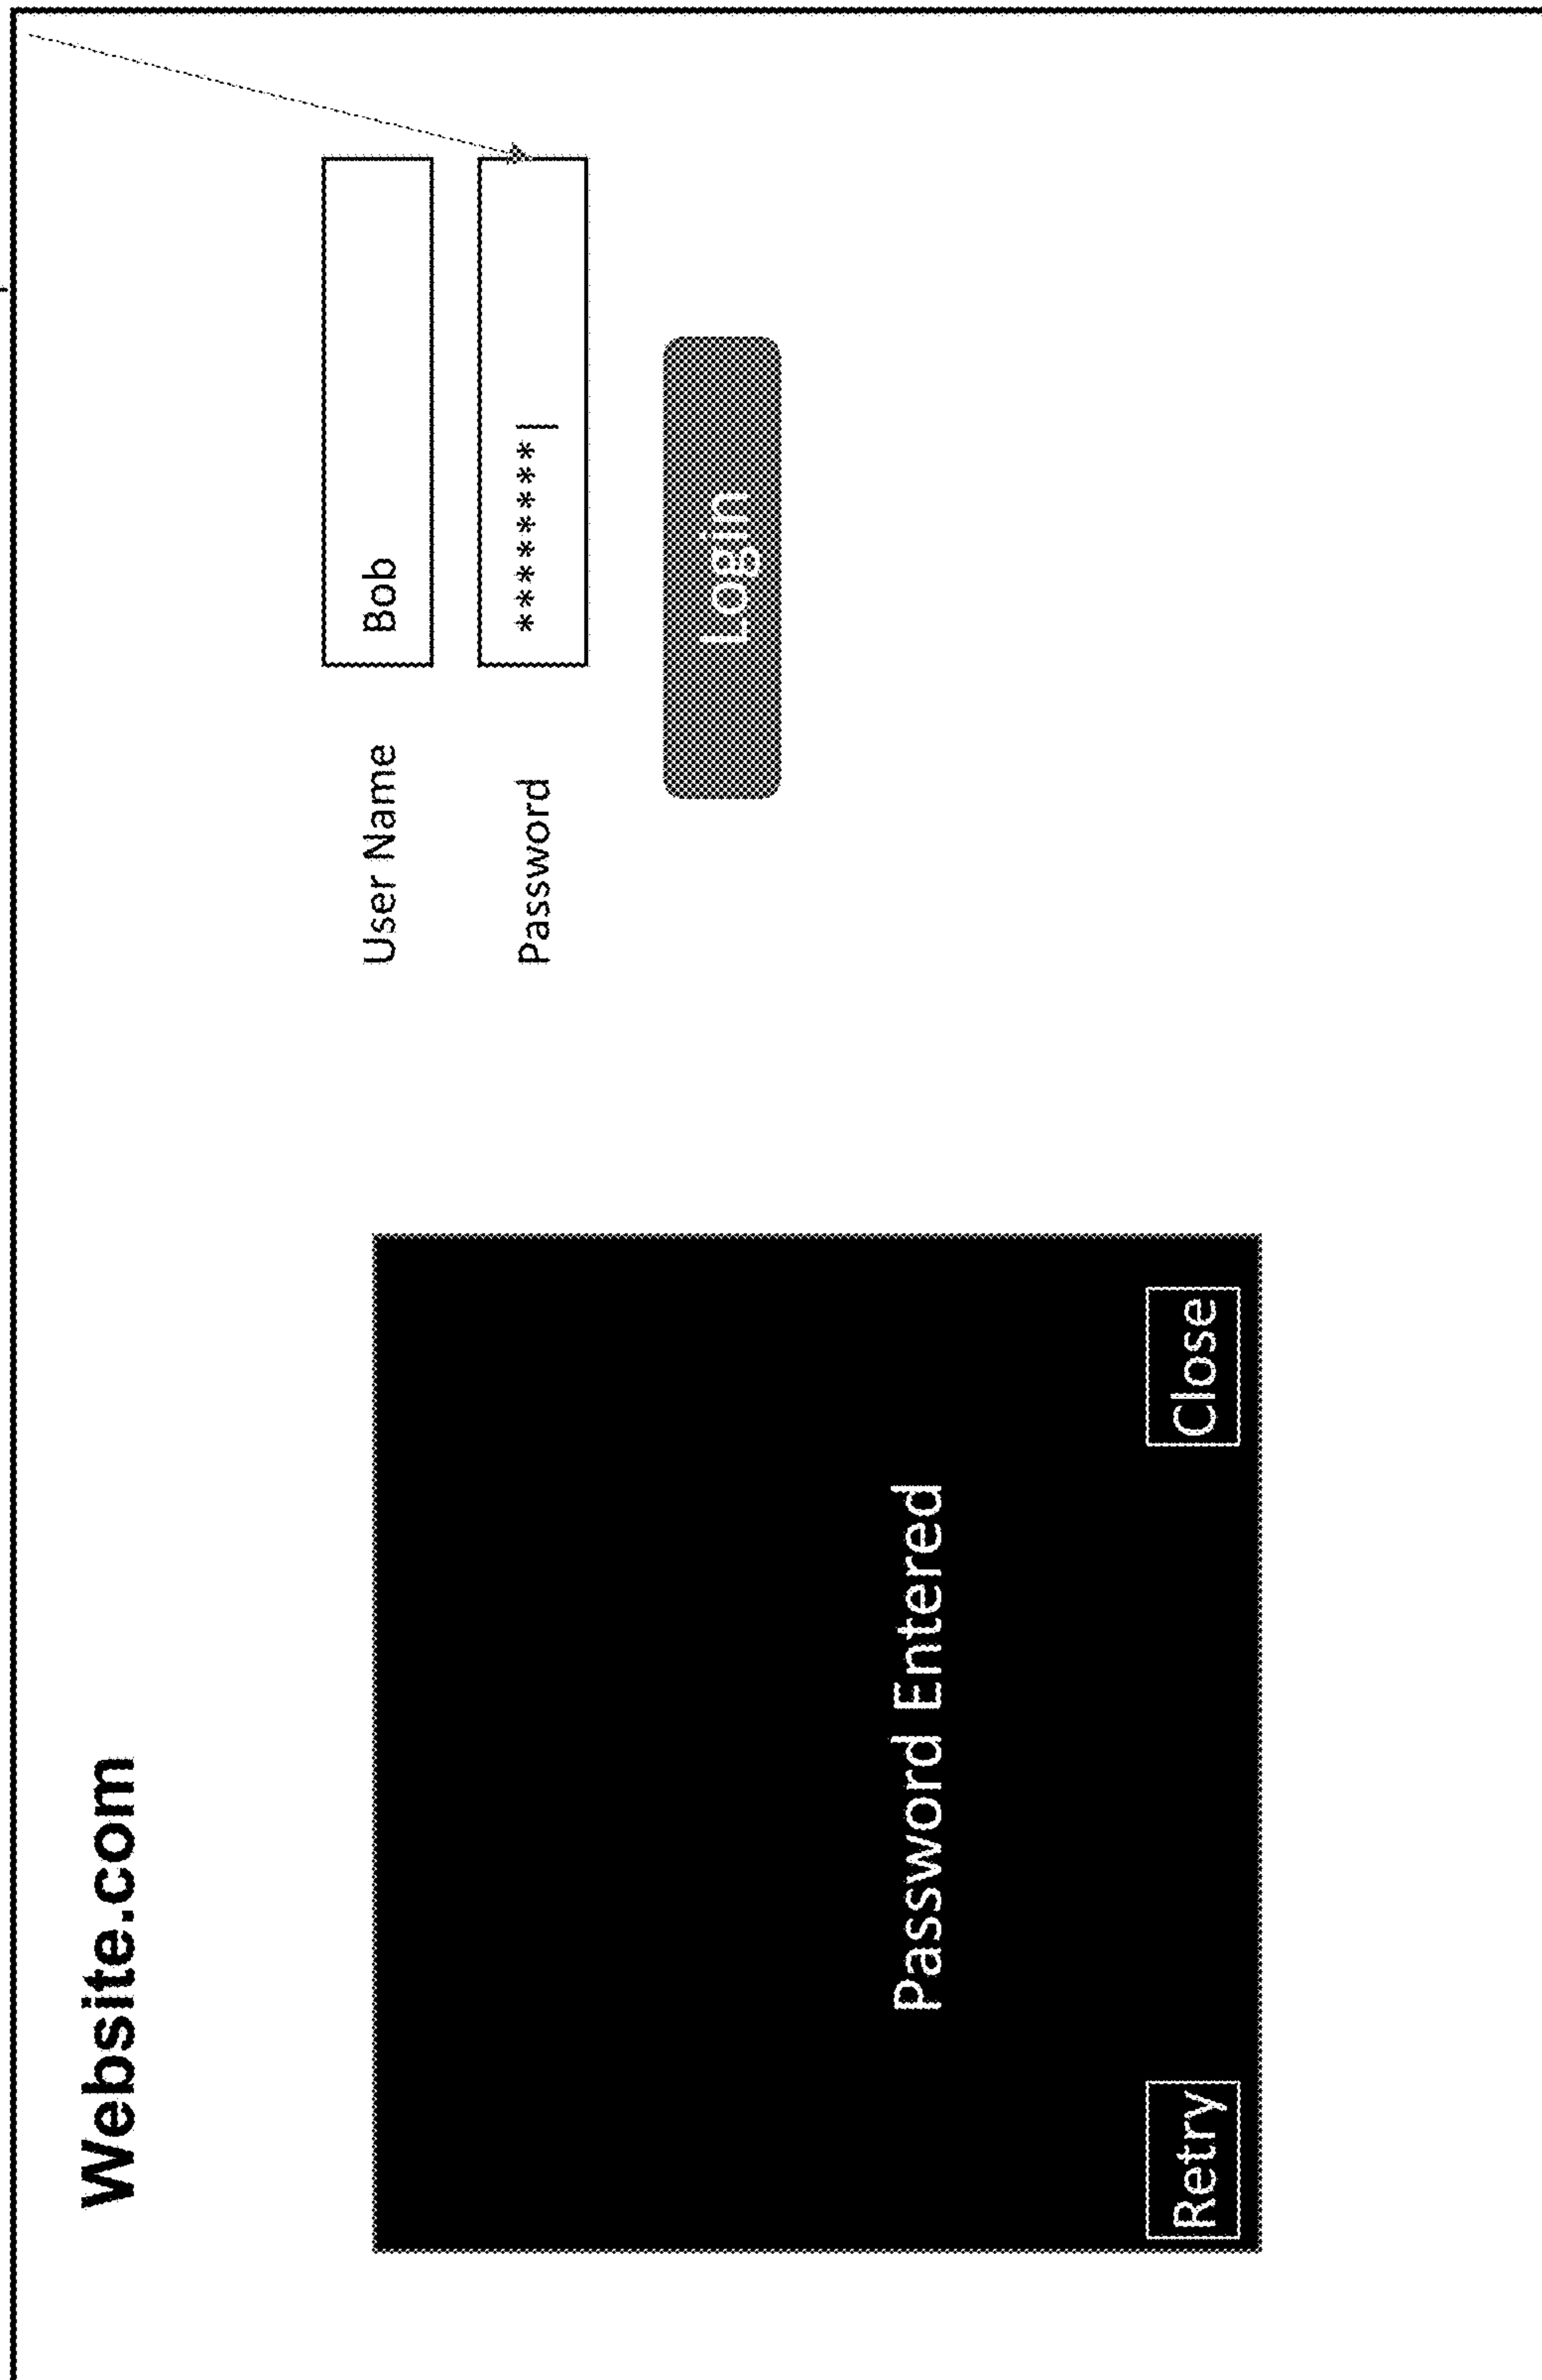 Website.com
User Name
Bob
Password
********|
Login
Password Entered
Retry
Close